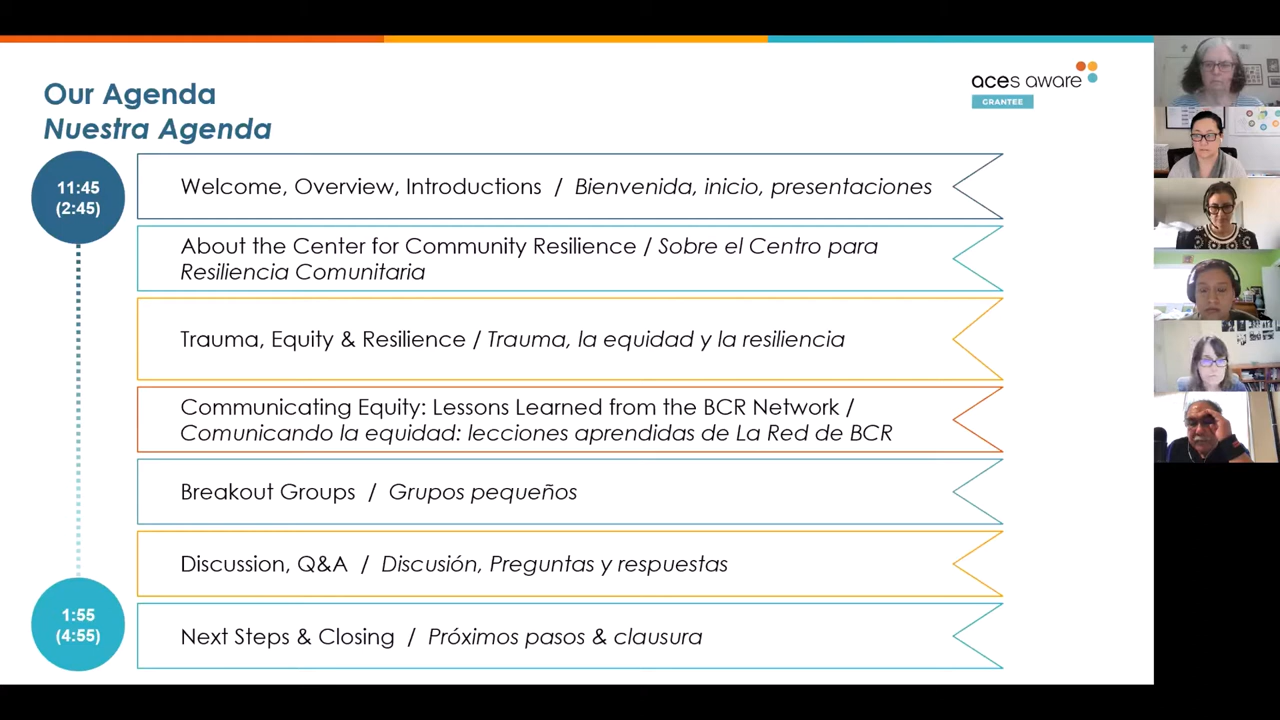 Our Agenda
Nuestra Agenda
aces aware
GRANTEE
11:45
(2:45)
Welcome, Overview, Introductions / Bienvenida, inicio, presentaciones
About the Center for Community Resilience / Sobre el Centro para
Resiliencia Comunitaria
Trauma, Equity & Resilience / Trauma, la equidad y la resiliencia
Communicating Equity: Lessons Learned from the BCR Network /
Comunicando la equidad: lecciones aprendidas de La Red de BCR
Breakout Groups / Grupos pequeños
Discussion, Q&A / Discusión, Preguntas y respuestas
1:55
(4:55)
Next Steps & Closing / Próximos pasos & clausura